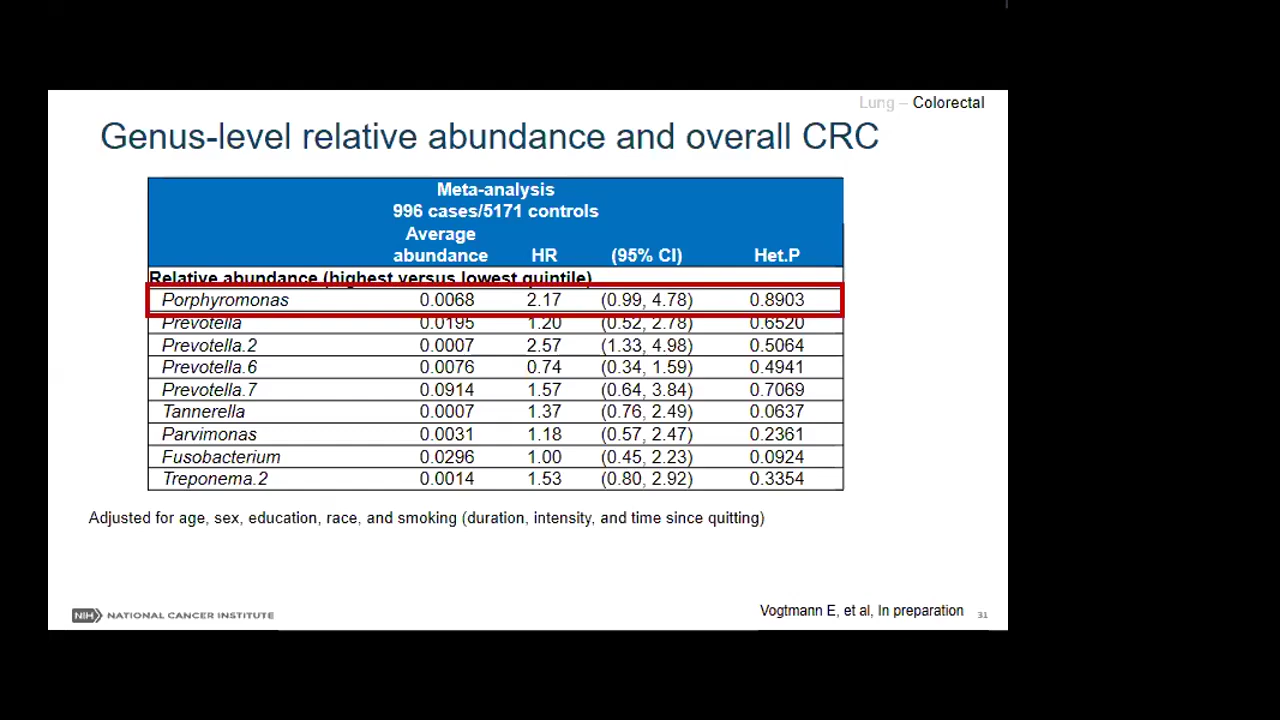 Lung – Colorectal
Genus-level relative abundance and overall CRC
Meta-analysis
996 cases/5171 controls
Average
abundance HR (95% CI) Het.P
Relative abundance (highest versus lowest quintile)
Porphyromonas 0.0068 2.17 (0.99, 4.78) 0.8903
Prevotella 0.0195 1.20 (0.52, 2.78) 0.6520
Prevotella.2 0.0007 2.57 (1.33, 4.98) 0.5064
Prevotella.6 0.0076 0.74 (0.34, 1.59) 0.4941
Prevotella.7 0.0914 1.57 (0.64, 3.84) 0.7069
Tannerella 0.0007 1.37 (0.76, 2.49) 0.0637
Parvimonas 0.0031 1.18 (0.57, 2.47) 0.2361
Fusobacterium 0.0296 1.00 (0.45, 2.23) 0.0924
Treponema.2 0.0014 1.53 (0.80, 2.92) 0.3354
Adjusted for age, sex, education, race, and smoking (duration, intensity, and time since quitting)
NIH NATIONAL CANCER INSTITUTE
Vogtmann E, et al, In preparation 31